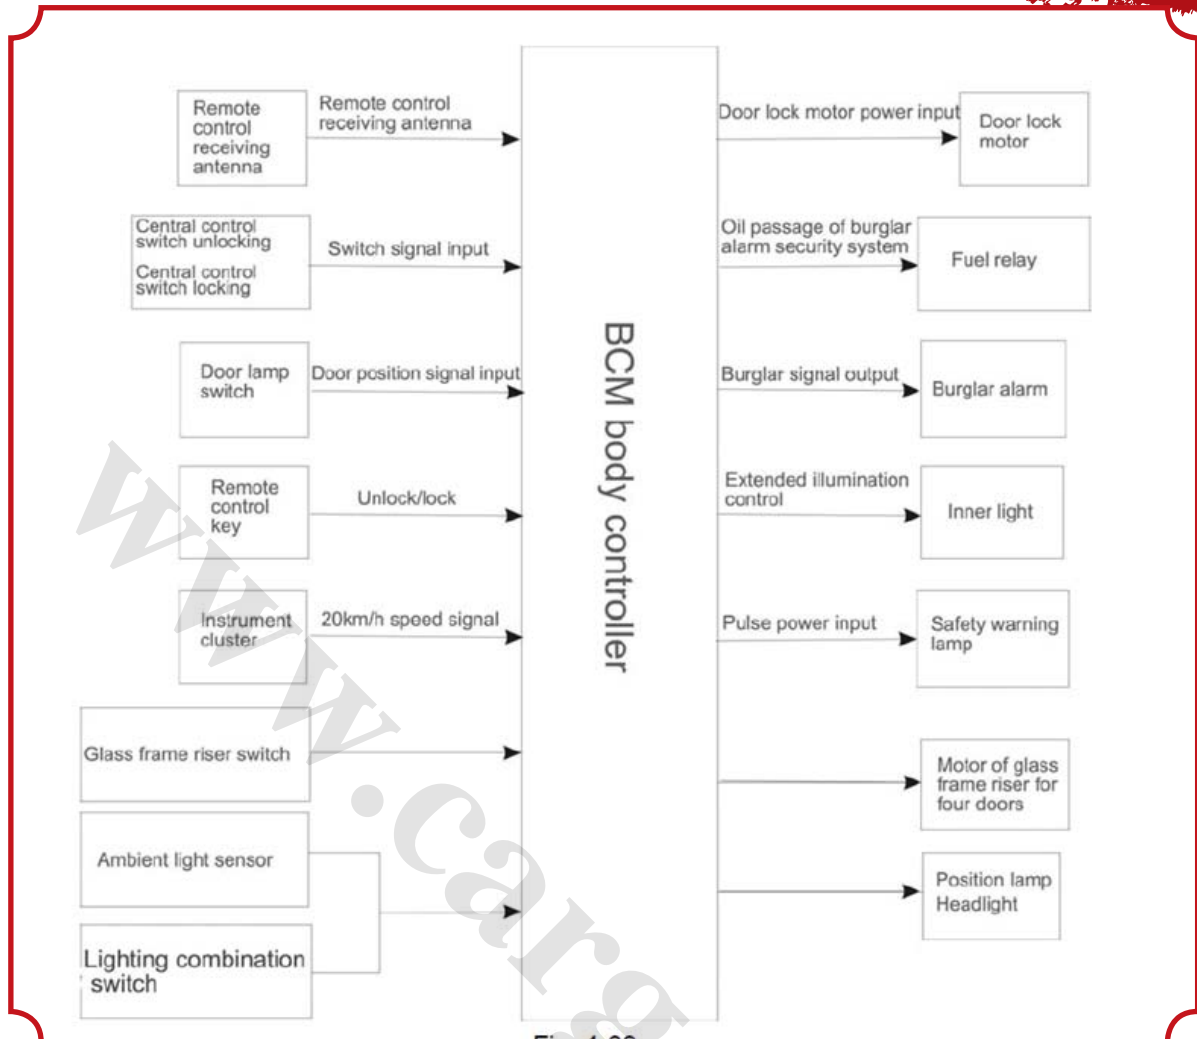 Remote
control
receiving
antenna
Remote control
receiving antenna
Door lock motor power input
Door lock
motor
Central control
switch unlocking
Central control
switch locking
Switch signal input
Oil passage of burglar
alarm security system
Fuel relay
Door lamp
switch
Door position signal input
Burglar signal output
Burglar alarm
Remote
control
key
Unlock/lock
Extended illumination
control
Inner light
Instrument
cluster
20km/h speed signal
Pulse power input
Safety warning
lamp
BCM body controller
Glass frame riser switch
Motor of glass
frame riser for
four doors
Ambient light sensor
Position lamp
Headlight
Lighting combination
switch
www.carg